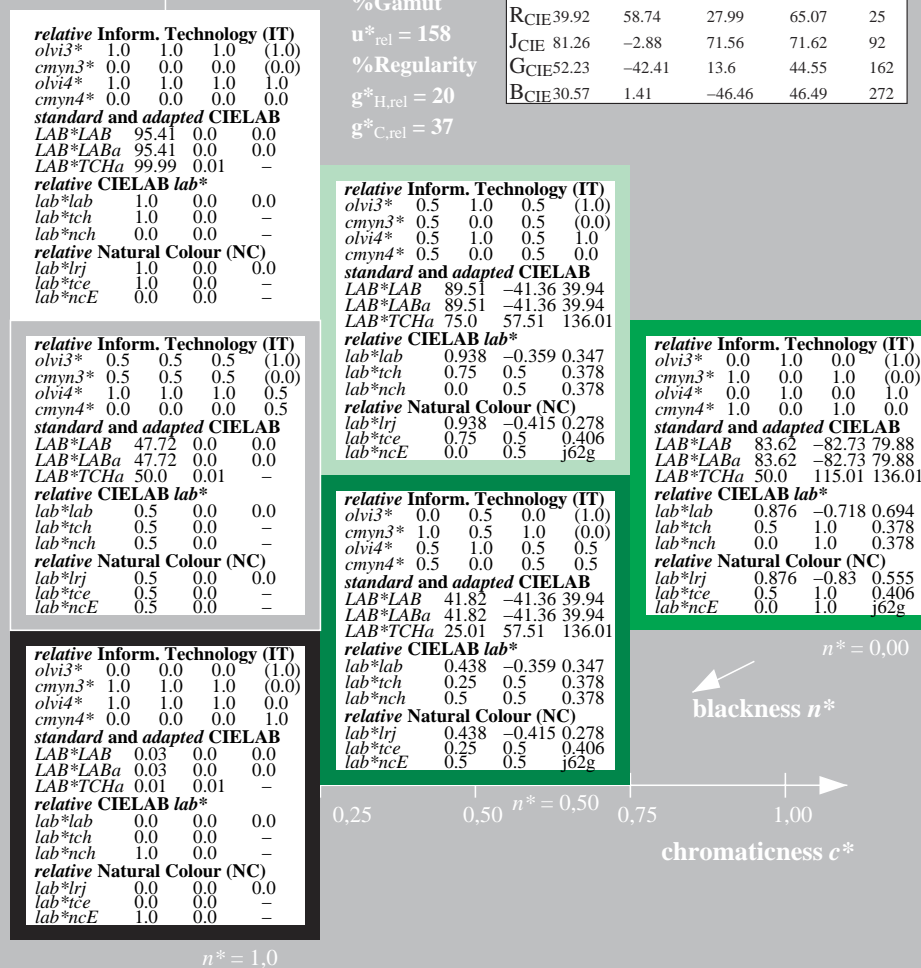 %Gamut
u*rel = 158
%Regularity
g*H,rel = 20
g*C,rel = 37
RCIE 39.92 58.74 27.99 65.07 25
JCIE 81.26 −2.88 71.56 71.62 92
GCIE 52.23 −42.41 13.6 44.55 162
BCIE 30.57 1.41 −46.46 46.49 272
relative Inform. Technology (IT)
olvi3* 1.0 1.0 1.0 (1.0)
cmyn3* 0.0 0.0 0.0 (0.0)
olvi4* 1.0 1.0 1.0 1.0
cmyn4* 0.0 0.0 0.0 0.0
standard and adapted CIELAB
LAB*LAB 95.41 0.0 0.0
LAB*LABa 95.41 0.0 0.0
LAB*TCHa 99.99 0.01 –
relative CIELAB lab*
lab*lab 1.0 0.0 0.0
lab*tch 1.0 0.0 –
lab*nch 0.0 0.0 –
relative Natural Colour (NC)
lab*lrj 1.0 0.0 0.0
lab*tce 1.0 0.0 –
lab*ncE 0.0 0.0 –
relative Inform. Technology (IT)
olvi3* 0.5 1.0 0.5 (1.0)
cmyn3* 0.5 0.0 0.5 (0.0)
olvi4* 0.5 1.0 0.5 1.0
cmyn4* 0.5 0.0 0.5 0.0
standard and adapted CIELAB
LAB*LAB 89.51 −41.36 39.94
LAB*LABa 89.51 −41.36 39.94
LAB*TCHa 75.0 57.51 136.01
relative CIELAB lab*
lab*lab 0.938 −0.359 0.347
lab*tch 0.75 0.5 0.378
lab*nch 0.0 0.5 0.378
relative Natural Colour (NC)
lab*lrj 0.938 −0.415 0.278
lab*tce 0.75 0.5 0.406
lab*ncE 0.0 0.5 j62g
relative Inform. Technology (IT)
olvi3* 0.5 0.5 0.5 (1.0)
cmyn3* 0.5 0.5 0.5 (0.0)
olvi4* 1.0 1.0 1.0 0.5
cmyn4* 0.0 0.0 0.0 0.5
standard and adapted CIELAB
LAB*LAB 47.72 0.0 0.0
LAB*LABa 47.72 0.0 0.0
LAB*TCHa 50.0 0.01 –
relative CIELAB lab*
lab*lab 0.5 0.0 0.0
lab*tch 0.5 0.0 –
lab*nch 0.5 0.0 –
relative Natural Colour (NC)
lab*lrj 0.5 0.0 0.0
lab*tce 0.5 0.0 –
lab*ncE 0.5 0.0 –
relative Inform. Technology (IT)
olvi3* 0.0 1.0 0.0 (1.0)
cmyn3* 1.0 0.0 1.0 (0.0)
olvi4* 0.0 1.0 0.0 1.0
cmyn4* 1.0 0.0 1.0 0.0
standard and adapted CIELAB
LAB*LAB 83.62 −82.73 79.88
LAB*LABa 83.62 −82.73 79.88
LAB*TCHa 50.0 115.01 136.01
relative CIELAB lab*
lab*lab 0.876 −0.718 0.694
lab*tch 0.5 1.0 0.378
lab*nch 0.0 1.0 0.378
relative Natural Colour (NC)
lab*lrj 0.876 −0.83 0.555
lab*tce 0.5 1.0 0.406
lab*ncE 0.0 1.0 j62g
relative Inform. Technology (IT)
olvi3* 0.0 0.5 0.0 (1.0)
cmyn3* 1.0 0.5 1.0 (0.0)
olvi4* 0.5 1.0 0.5 0.5
cmyn4* 0.5 0.0 0.5 0.5
standard and adapted CIELAB
LAB*LAB 41.82 −41.36 39.94
LAB*LABa 41.82 −41.36 39.94
LAB*TCHa 25.01 57.51 136.01
relative CIELAB lab*
lab*lab 0.438 −0.359 0.347
lab*tch 0.25 0.5 0.378
lab*nch 0.5 0.5 0.378
relative Natural Colour (NC)
lab*lrj 0.438 −0.415 0.278
lab*tce 0.25 0.5 0.406
lab*ncE 0.5 0.5 j62g
n* = 0,00
blackness n*
relative Inform. Technology (IT)
olvi3* 0.0 0.0 0.0 (1.0)
cmyn3* 1.0 1.0 1.0 (0.0)
olvi4* 1.0 1.0 1.0 0.0
cmyn4* 0.0 0.0 0.0 1.0
standard and adapted CIELAB
LAB*LAB 0.03 0.0 0.0
LAB*LABa 0.03 0.0 0.0
LAB*TCHa 0.01 0.01 –
relative CIELAB lab*
lab*lab 0.0 0.0 0.0
lab*tch 0.0 0.0 –
lab*nch 1.0 0.0 –
relative Natural Colour (NC)
lab*lrj 0.0 0.0 0.0
lab*tce 0.0 0.0 –
lab*ncE 1.0 0.0 –
0,25 0,50 n* = 0,50 0,75 1,00
chromaticness c*
n* = 1,0